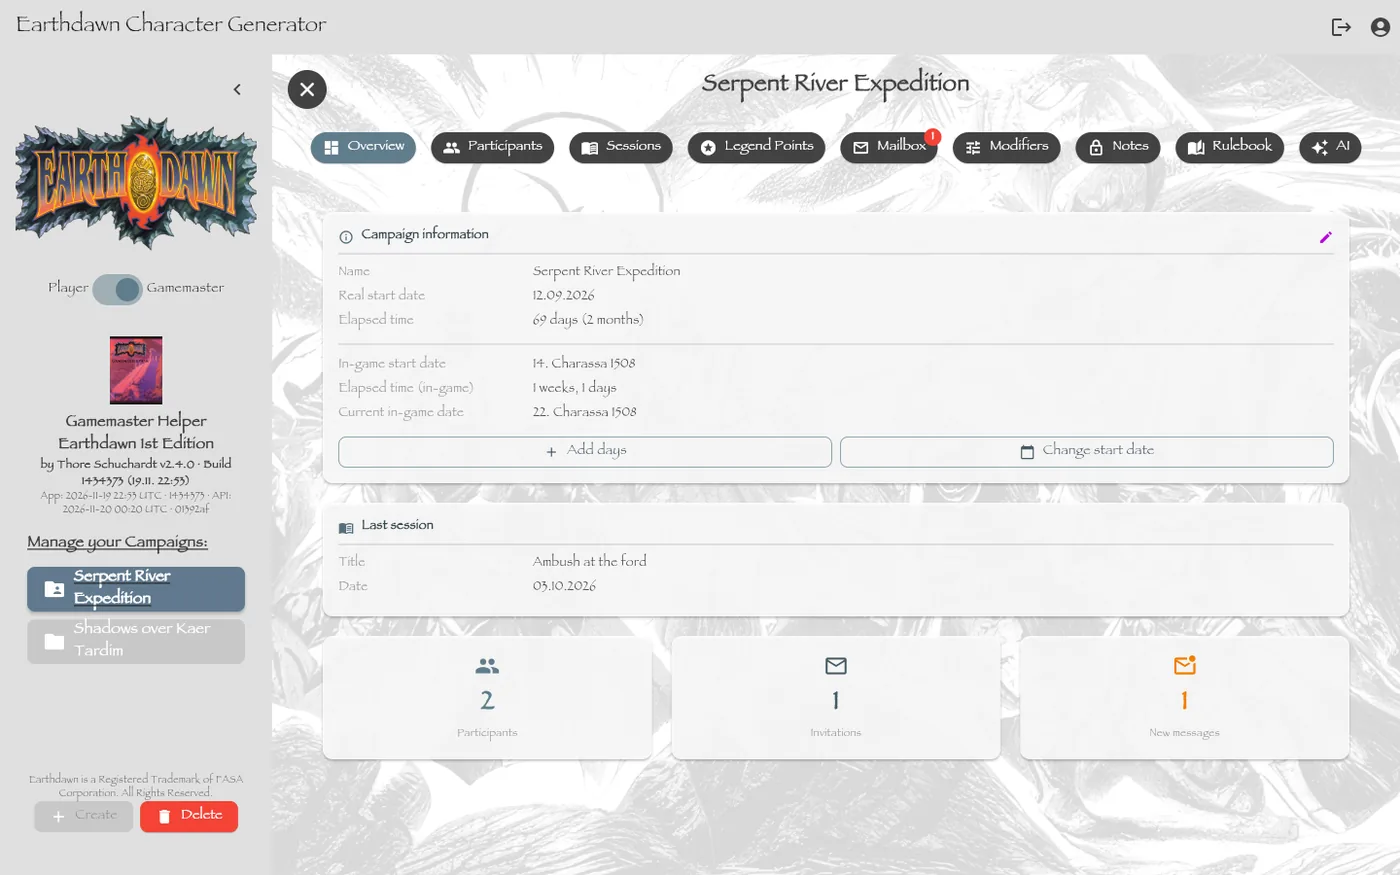 Earthdawn Character Generator
EARTHDAWN
Player Gamemaster
EARTHDAWN
Gamemaster Helper
Earthdawn 1st Edition
by Thore Schuchardt v2.4.0 · Build
1434373 (19.11. 22:53)
App: 2026-11-19 22:53 UTC · 1434373 · API:
2026-11-20 00:20 UTC · 01392af
Manage your Campaigns:
Serpent River
Expedition
Shadows over Kaer
Tardim
Earthdawn is a Registered Trademark of FASA
Corporation. All Rights Reserved.
+ Create Delete
Serpent River Expedition
Overview Participants Sessions Legend Points Mailbox 1 Modifiers Notes Rulebook AI
Campaign information
Name Serpent River Expedition
Real start date 12.09.2026
Elapsed time 69 days (2 months)
In-game start date 14. Charassa 1508
Elapsed time (in-game) 1 weeks, 1 days
Current in-game date 22. Charassa 1508
+ Add days Change start date
Last session
Title Ambush at the ford
Date 03.10.2026
2
Participants
1
Invitations
1
New messages